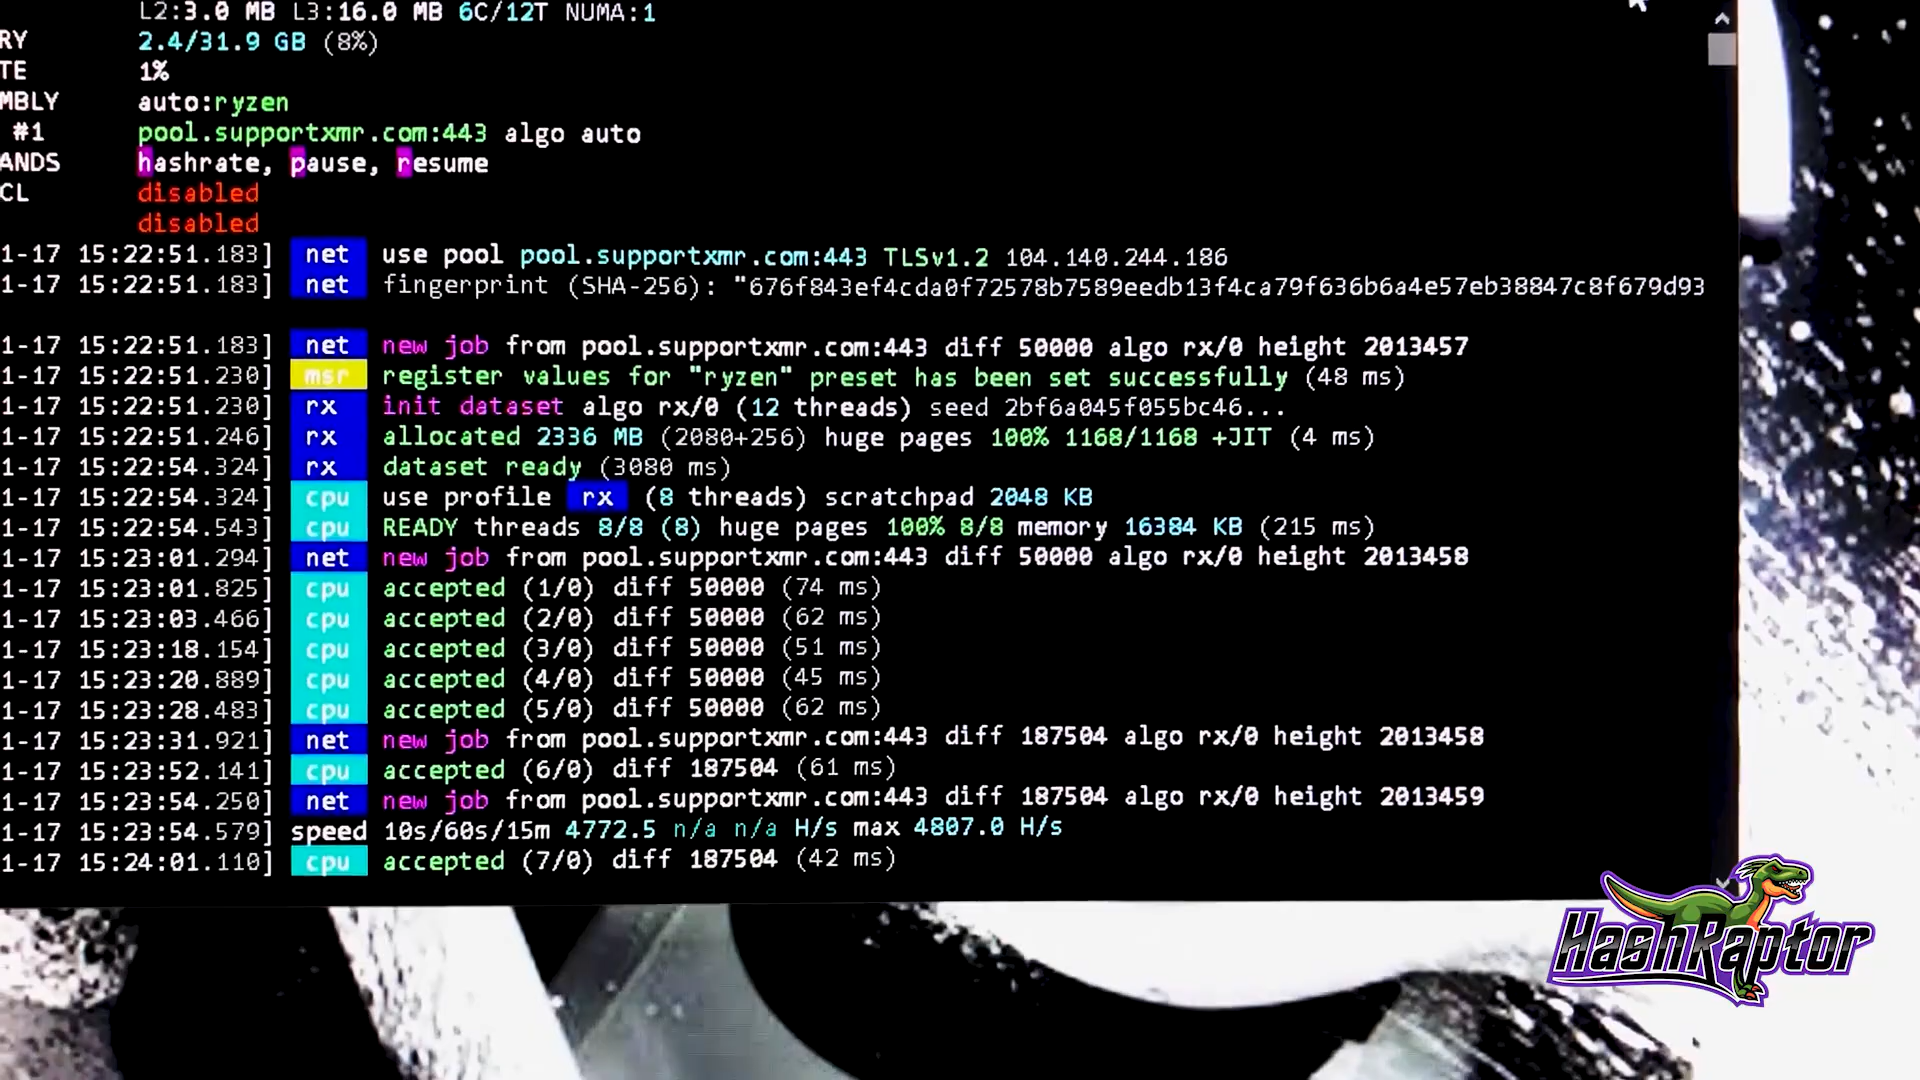 L2:3.0 MB L3:16.0 MB 6C/12T NUMA:1
RY 2.4/31.9 GB (8%)
TE 1%
MBLY auto:ryzen
#1 pool.supportxmr.com:443 algo auto
ANDS hashrate, pause, resume
CL disabled
disabled
1-17 15:22:51.183] net use pool pool.supportxmr.com:443 TLSv1.2 104.140.244.186
1-17 15:22:51.183] net fingerprint (SHA-256): "676f843ef4cda0f72578b7589eedb13f4ca79f636b6a4e57eb38847c8f679d93
1-17 15:22:51.183] net new job from pool.supportxmr.com:443 diff 50000 algo rx/0 height 2013457
1-17 15:22:51.230] msr register values for "ryzen" preset has been set successfully (48 ms)
1-17 15:22:51.230] rx init dataset algo rx/0 (12 threads) seed 2bf6a045f055bc46...
1-17 15:22:51.246] rx allocated 2336 MB (2080+256) huge pages 100% 1168/1168 +JIT (4 ms)
1-17 15:22:54.324] rx dataset ready (3080 ms)
1-17 15:22:54.324] cpu use profile rx (8 threads) scratchpad 2048 KB
1-17 15:22:54.543] cpu READY threads 8/8 (8) huge pages 100% 8/8 memory 16384 KB (215 ms)
1-17 15:23:01.294] net new job from pool.supportxmr.com:443 diff 50000 algo rx/0 height 2013458
1-17 15:23:01.825] cpu accepted (1/0) diff 50000 (74 ms)
1-17 15:23:03.466] cpu accepted (2/0) diff 50000 (62 ms)
1-17 15:23:18.154] cpu accepted (3/0) diff 50000 (51 ms)
1-17 15:23:20.889] cpu accepted (4/0) diff 50000 (45 ms)
1-17 15:23:28.483] cpu accepted (5/0) diff 50000 (62 ms)
1-17 15:23:31.921] net new job from pool.supportxmr.com:443 diff 187504 algo rx/0 height 2013458
1-17 15:23:52.141] cpu accepted (6/0) diff 187504 (61 ms)
1-17 15:23:54.250] net new job from pool.supportxmr.com:443 diff 187504 algo rx/0 height 2013459
1-17 15:23:54.579] speed 10s/60s/15m 4772.5 n/a n/a H/s max 4807.0 H/s
1-17 15:24:01.110] cpu accepted (7/0) diff 187504 (42 ms)
HashRaptor